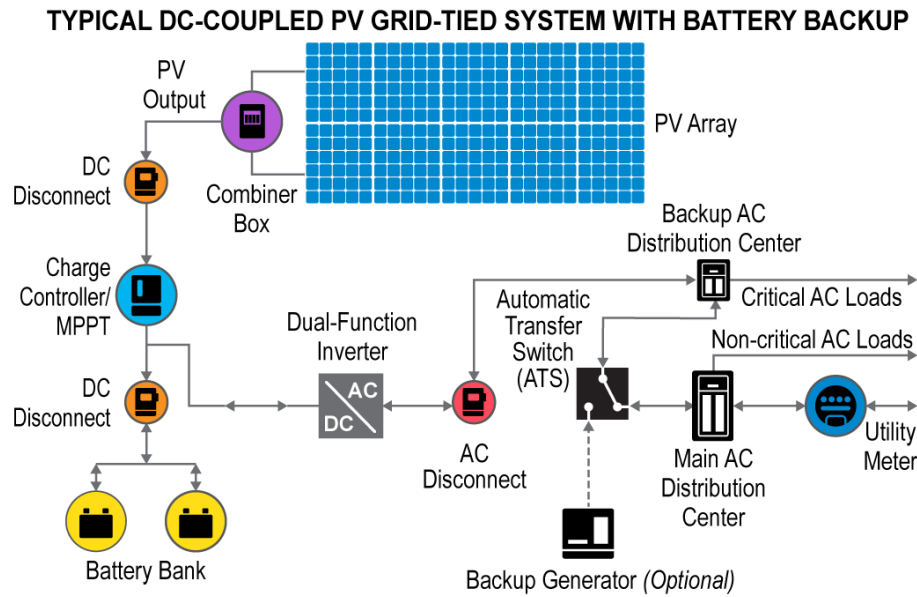 TYPICAL DC-COUPLED PV GRID-TIED SYSTEM WITH BATTERY BACKUP
PV
Output
PV Array
DC
Disconnect
Combiner
Box
Backup AC
Distribution Center
Charge
Controller/
MPPT
Critical AC Loads
Automatic
Transfer
Switch
(ATS)
Dual-Function
Inverter
Non-critical AC Loads
DC
Disconnect
AC
DC
AC
Disconnect
Main AC
Distribution
Center
Utility
Meter
Battery Bank
Backup Generator (Optional)